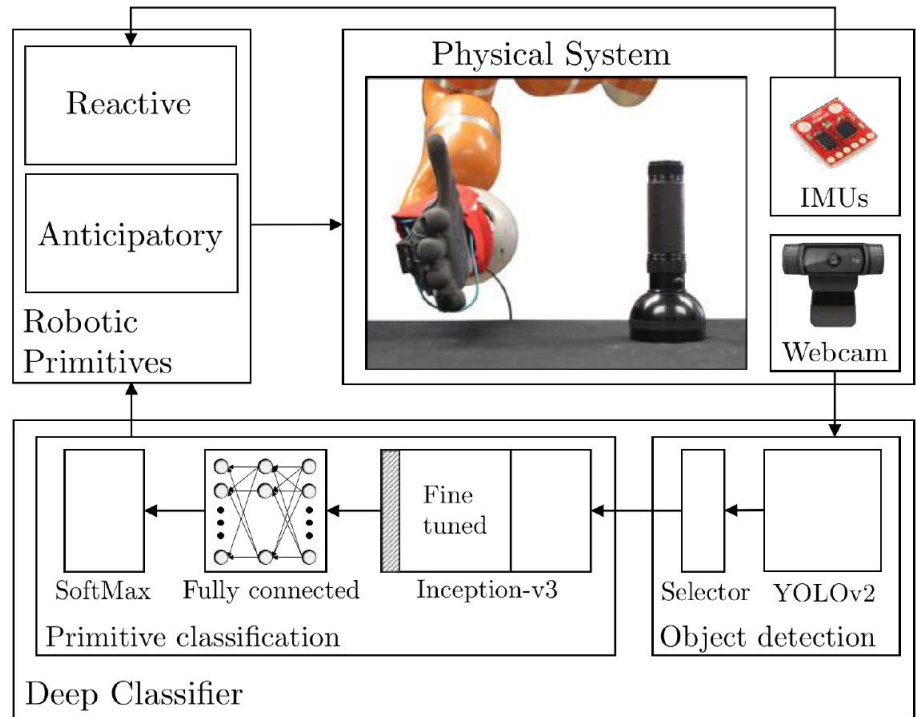 Physical System
Reactive
Anticipatory
Robotic
Primitives
IMUs
Webcam
Fine
tuned
SoftMax
Fully connected
Inception-v3
Selector
YOLOv2
Primitive classification
Object detection
Deep Classifier